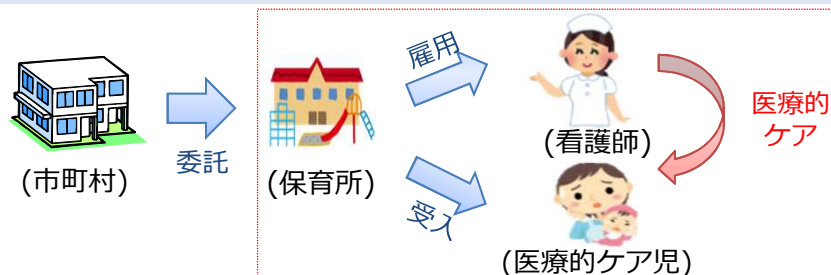 (市町村)
委託
(保育所)
雇用
受入
(看護師)
(医療的ケア児)
医療的
ケア